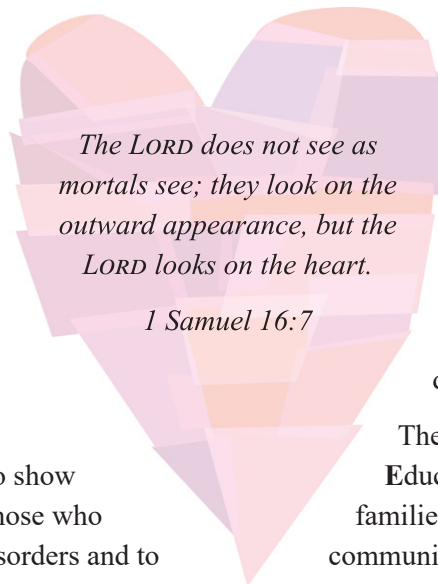 The LORD does not see as
mortals see; they look on the
outward appearance, but the
LORD looks on the heart.
1 Samuel 16:7
The
Educ
familie
communi
o show
hose who
sorders and to